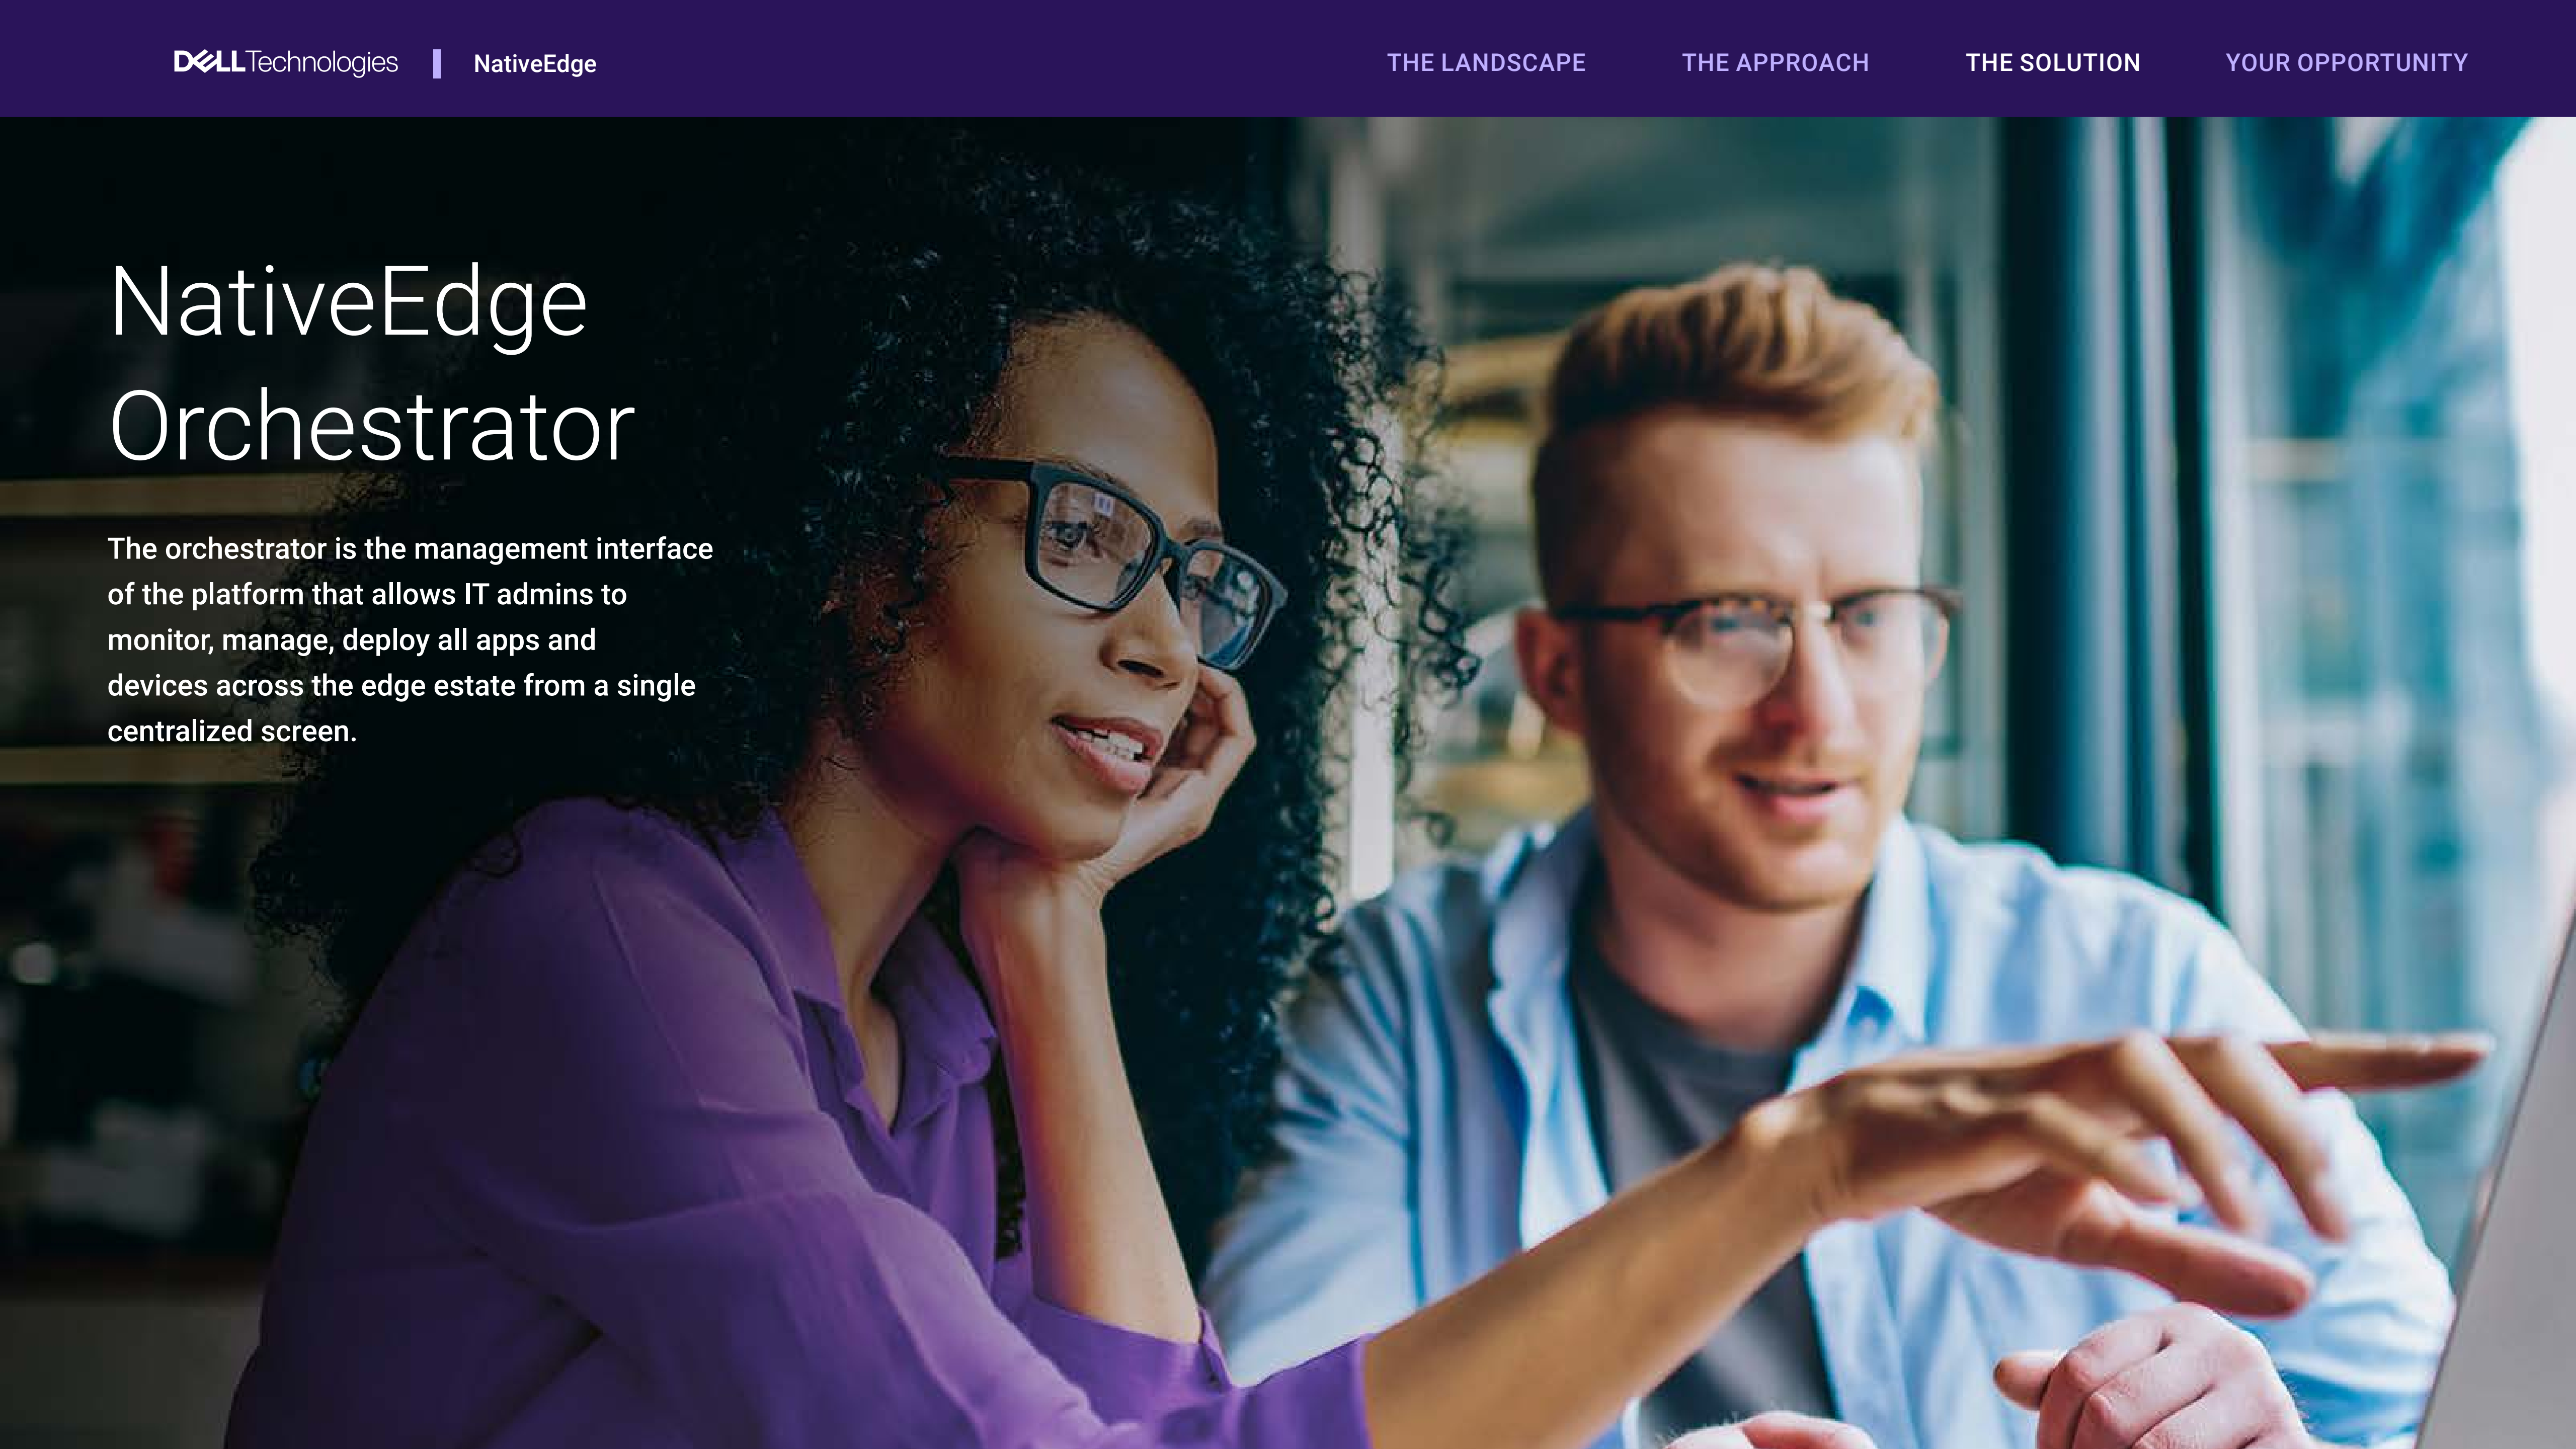 DELLTechnologies | NativeEdge
THE LANDSCAPE THE APPROACH THE SOLUTION YOUR OPPORTUNITY
NativeEdge
Orchestrator
The orchestrator is the management interface
of the platform that allows IT admins to
monitor, manage, deploy all apps and
devices across the edge estate from a single
centralized screen.